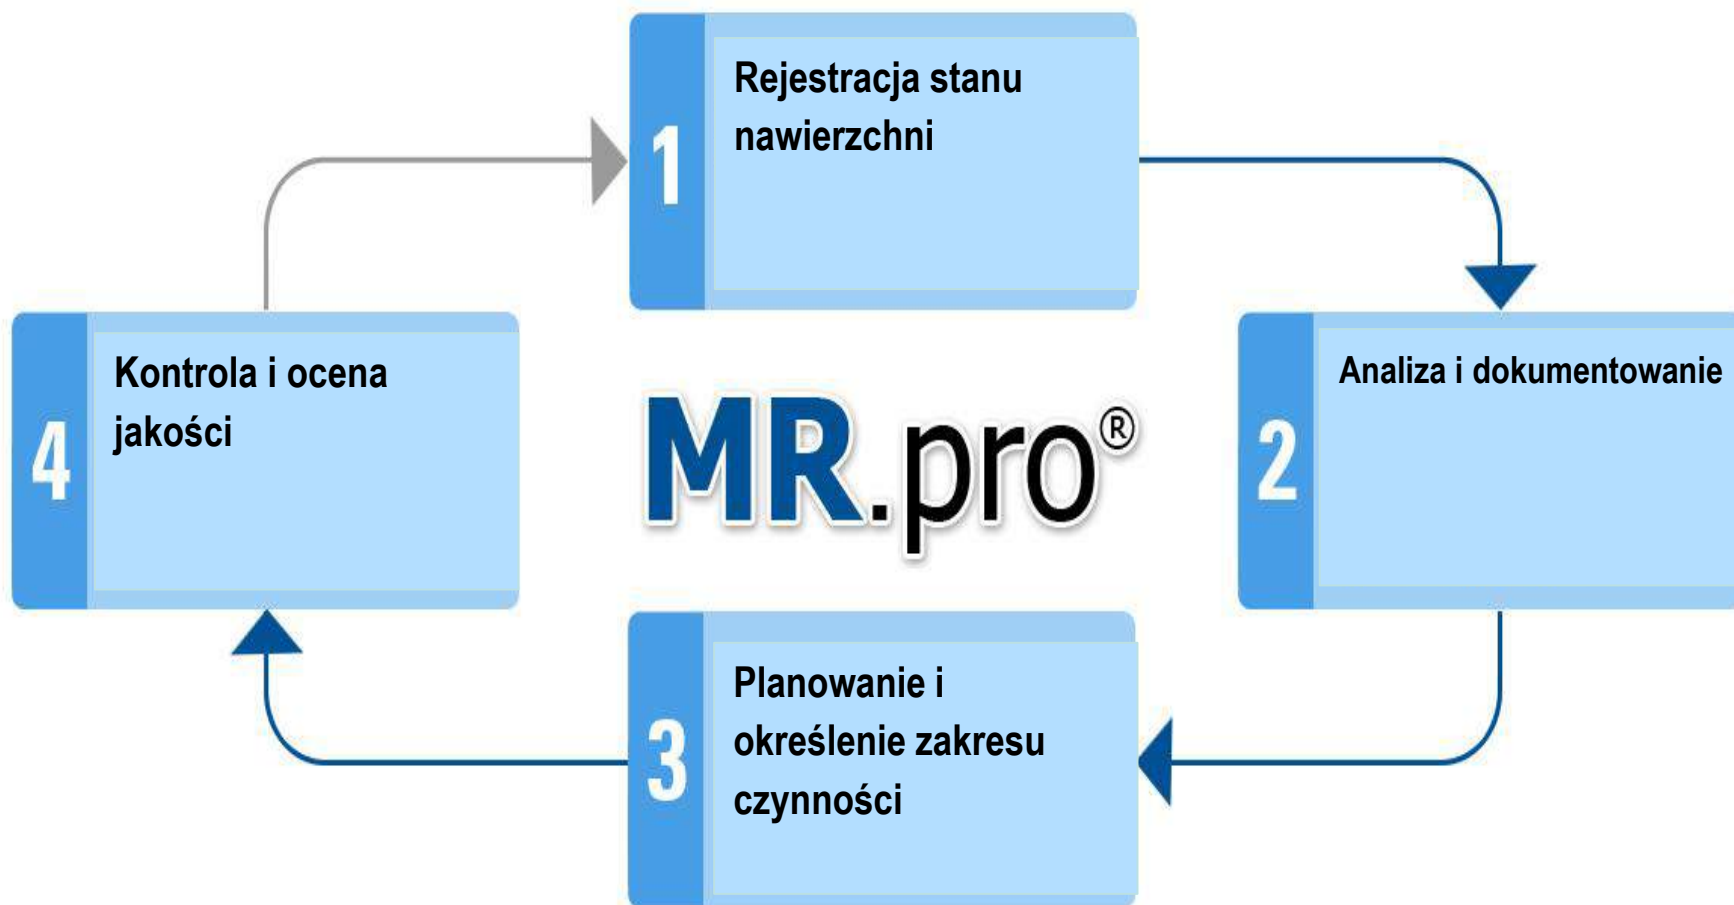 1
Rejestracja stanu
nawierzchni
2
Analiza i dokumentowanie
3
Planowanie i
określenie zakresu
czynności
4
Kontrola i ocena
jakości
MR.pro®